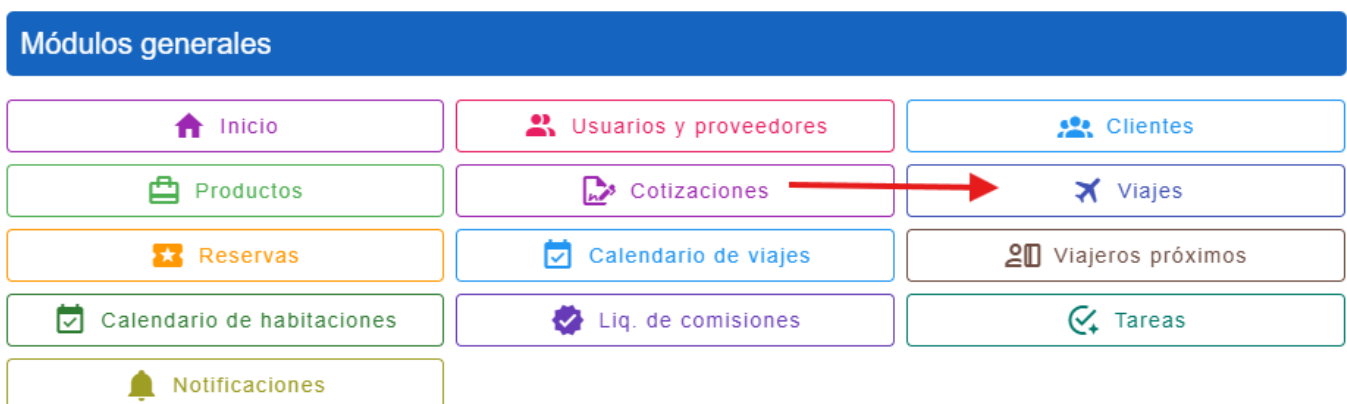 Módulos generales
Inicio
Usuarios y proveedores
Clientes
Productos
Cotizaciones
Viajes
Reservas
Calendario de viajes
Viajeros próximos
Calendario de habitaciones
Liq. de comisiones
Tareas
Notificaciones